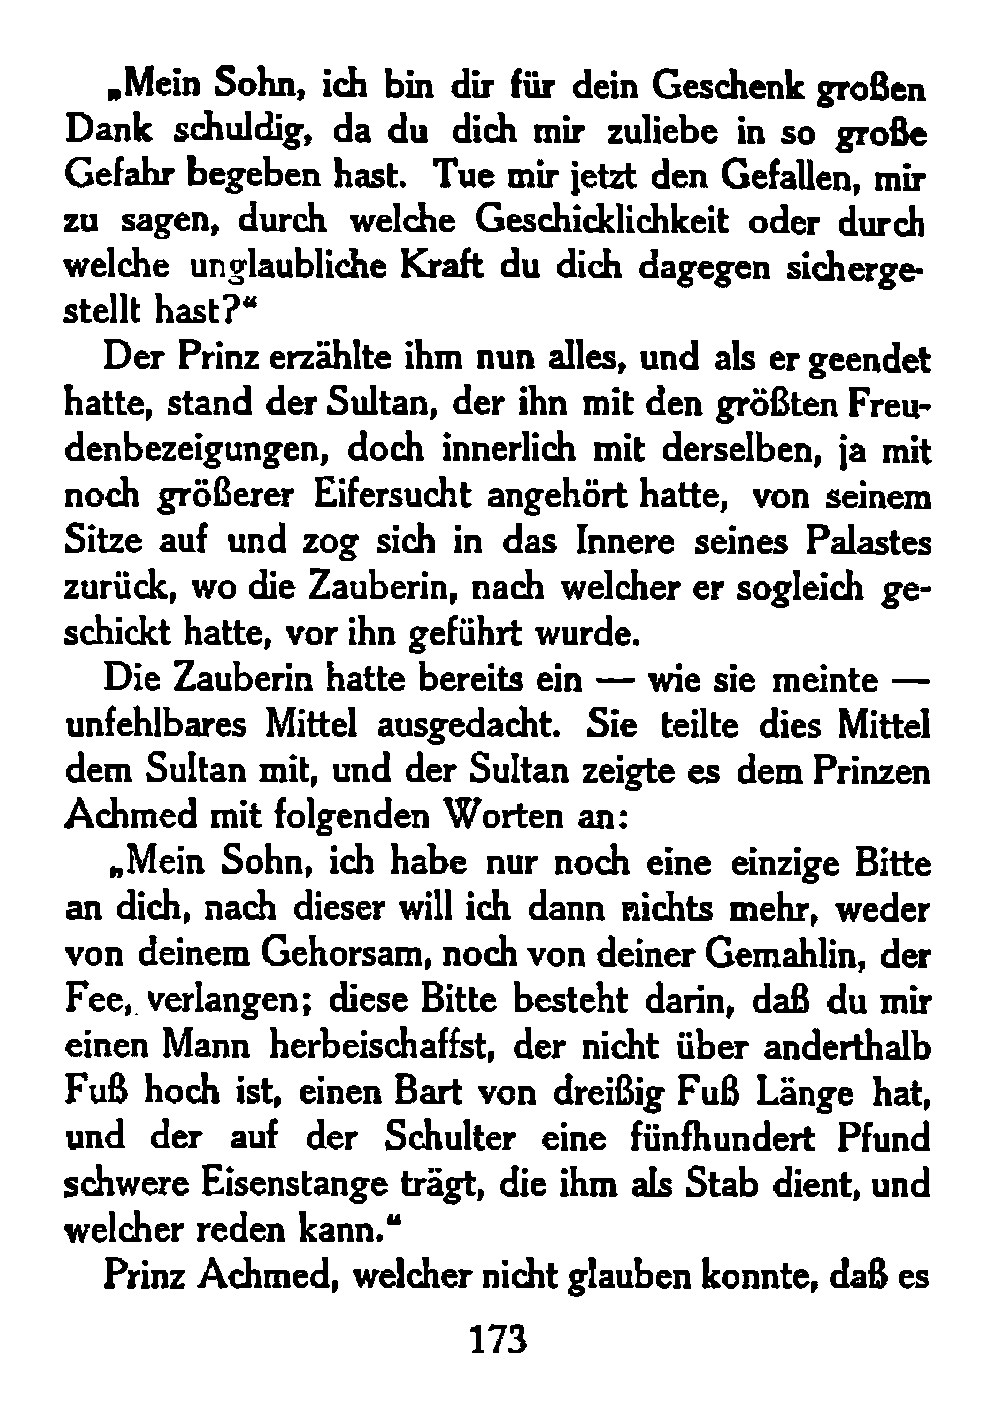 „Mein Sohn, ich bin dir für dein Geschenk großen
Dank schuldig, da du dich mir zuliebe in so große
Gefahr begeben hast. Tue mir jetzt den Gefallen, mir
zu sagen, durch welche Geschicklichkeit oder durch
welche unglaubliche Kraft du dich dagegen sicherge-
stellt hast?“
Der Prinz erzählte ihm nun alles, und als er geendet
hatte, stand der Sultan, der ihn mit den größten Freu-
denbezeigungen, doch innerlich mit derselben, ja mit
noch größerer Eifersucht angehört hatte, von seinem
Sitze auf und zog sich in das Innere seines Palastes
zurück, wo die Zauberin, nach welcher er sogleich ge-
schickt hatte, vor ihn geführt wurde.
Die Zauberin hatte bereits ein — wie sie meinte —
unfehlbares Mittel ausgedacht. Sie teilte dies Mittel
dem Sultan mit, und der Sultan zeigte es dem Prinzen
Achmed mit folgenden Worten an:
„Mein Sohn, ich habe nur noch eine einzige Bitte
an dich, nach dieser will ich dann nichts mehr, weder
von deinem Gehorsam, noch von deiner Gemahlin, der
Fee, verlangen; diese Bitte besteht darin, daß du mir
einen Mann herbeischaffst, der nicht über anderthalb
Fuß hoch ist, einen Bart von dreißig Fuß Länge hat,
und der auf der Schulter eine fünfhundert Pfund
schwere Eisenstange trägt, die ihm als Stab dient, und
welcher reden kann.“
Prinz Achmed, welcher nicht glauben konnte, daß es
173